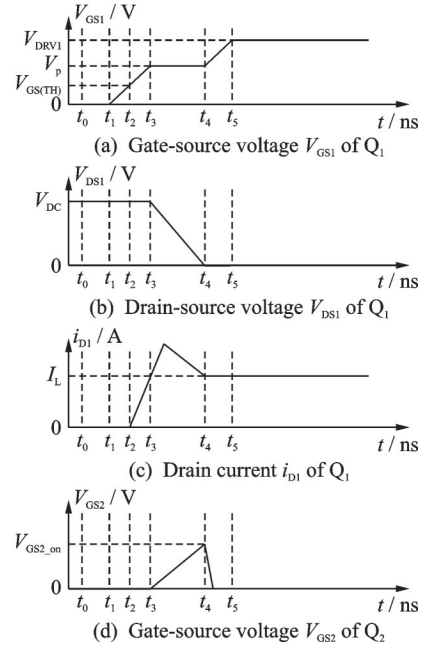 V_GS1 / V
V_DRV1
V_p
V_GS(TH)
0
t_0 t_1 t_2 t_3 t_4 t_5 t / ns
(a) Gate-source voltage V_GS1 of Q_1
V_DS1 / V
V_DC
0
t_0 t_1 t_2 t_3 t_4 t_5 t / ns
(b) Drain-source voltage V_DS1 of Q_1
i_D1 / A
I_L
0
t_0 t_1 t_2 t_3 t_4 t_5 t / ns
(c) Drain current i_D1 of Q_1
V_GS2 / V
V_GS2_on
0
t_0 t_1 t_2 t_3 t_4 t_5 t / ns
(d) Gate-source voltage V_GS2 of Q_2